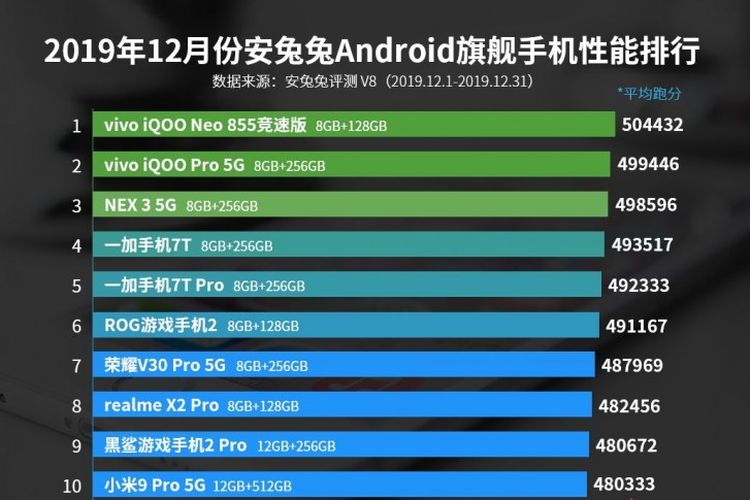 2019年12月份安兔兔Android旗舰手机性能排行
数据来源：安兔兔评测 V8（2019.12.1-2019.12.31）
*平均跑分
1 vivo iQOO Neo 855竞速版 8GB+128GB 504432
2 vivo iQOO Pro 5G 8GB+256GB 499446
3 NEX 3 5G 8GB+256GB 498596
4 一加手机7T 8GB+256GB 493517
5 一加手机7T Pro 8GB+256GB 492333
6 ROG游戏手机2 8GB+128GB 491167
7 荣耀V30 Pro 5G 8GB+256GB 487969
8 realme X2 Pro 8GB+128GB 482456
9 黑鲨游戏手机2 Pro 12GB+256GB 480672
10 小米9 Pro 5G 12GB+512GB 480333